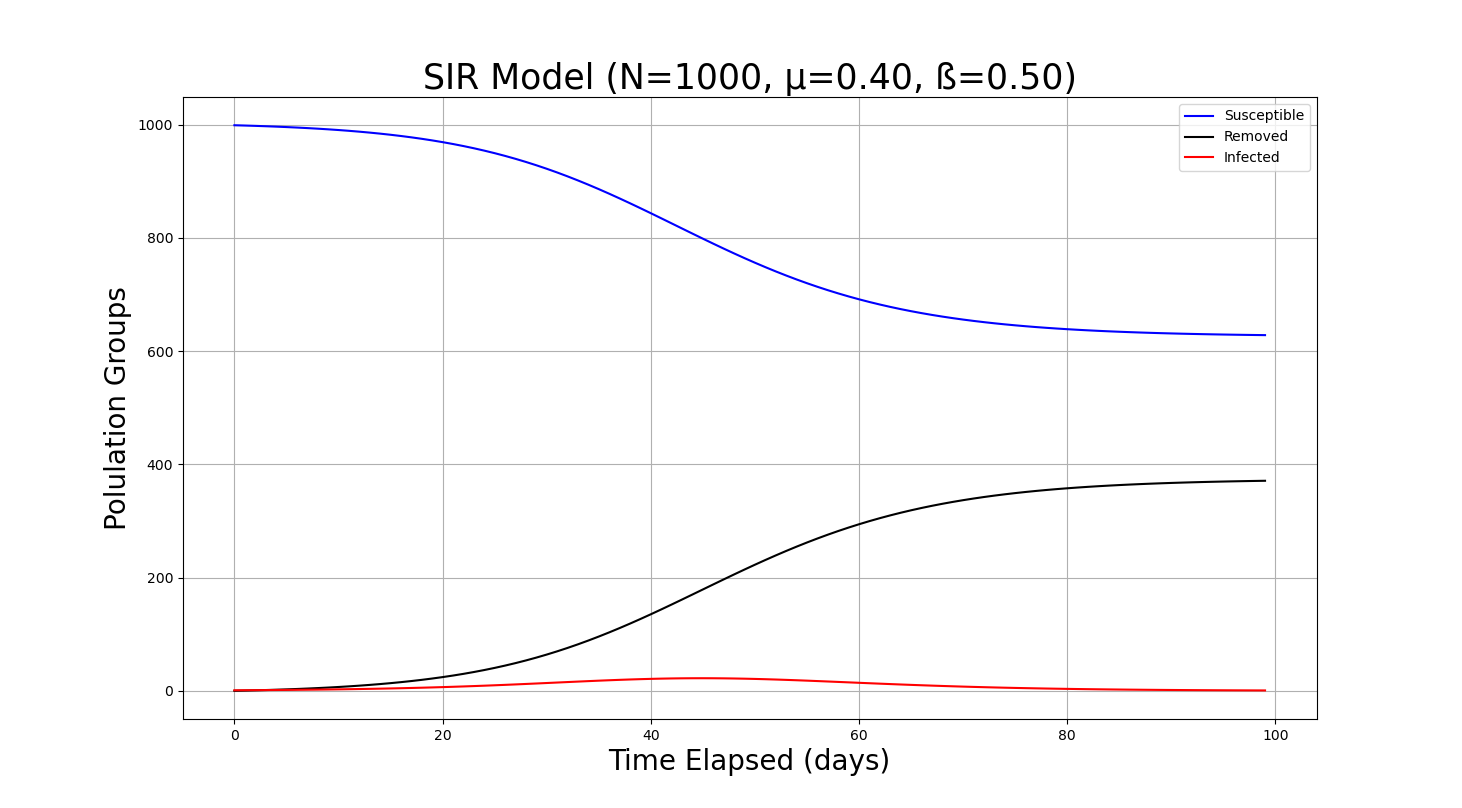 SIR Model (N=1000, μ=0.40, ß=0.50)
Susceptible
Removed
Infected
Polulation Groups
1000
800
600
400
200
0
0 20 40 60 80 100
Time Elapsed (days)